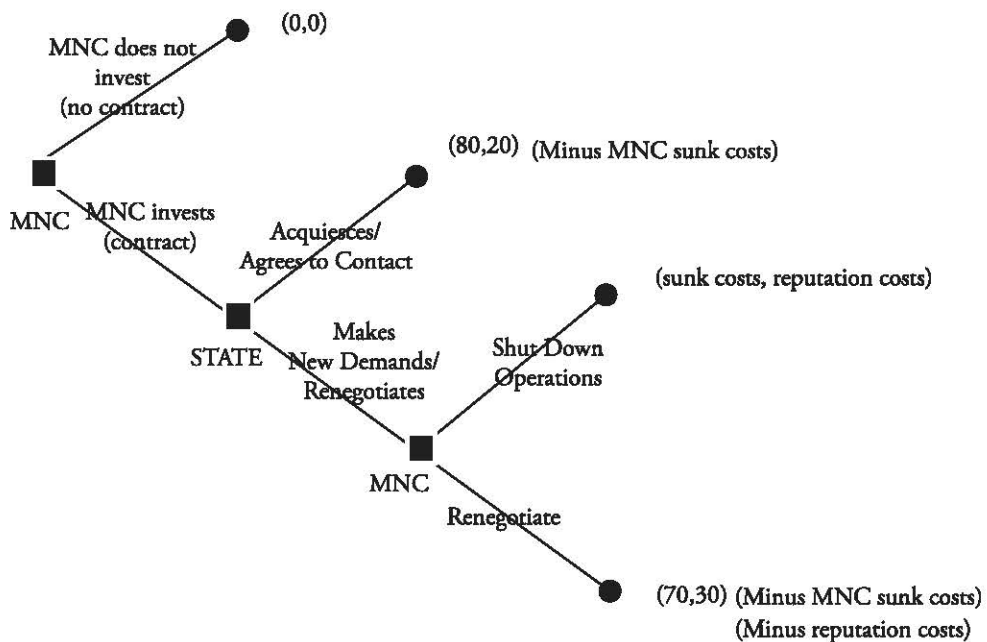 (0,0)
MNC does not
invest
(no contract)
(80,20) (Minus MNC sunk costs)
MNC
MNC invests
(contract)
Acquiesces/
Agrees to Contact
(sunk costs, reputation costs)
STATE
Makes
New Demands/
Renegotiates
Shut Down
Operations
MNC
Renegotiate
(70,30) (Minus MNC sunk costs)
(Minus reputation costs)